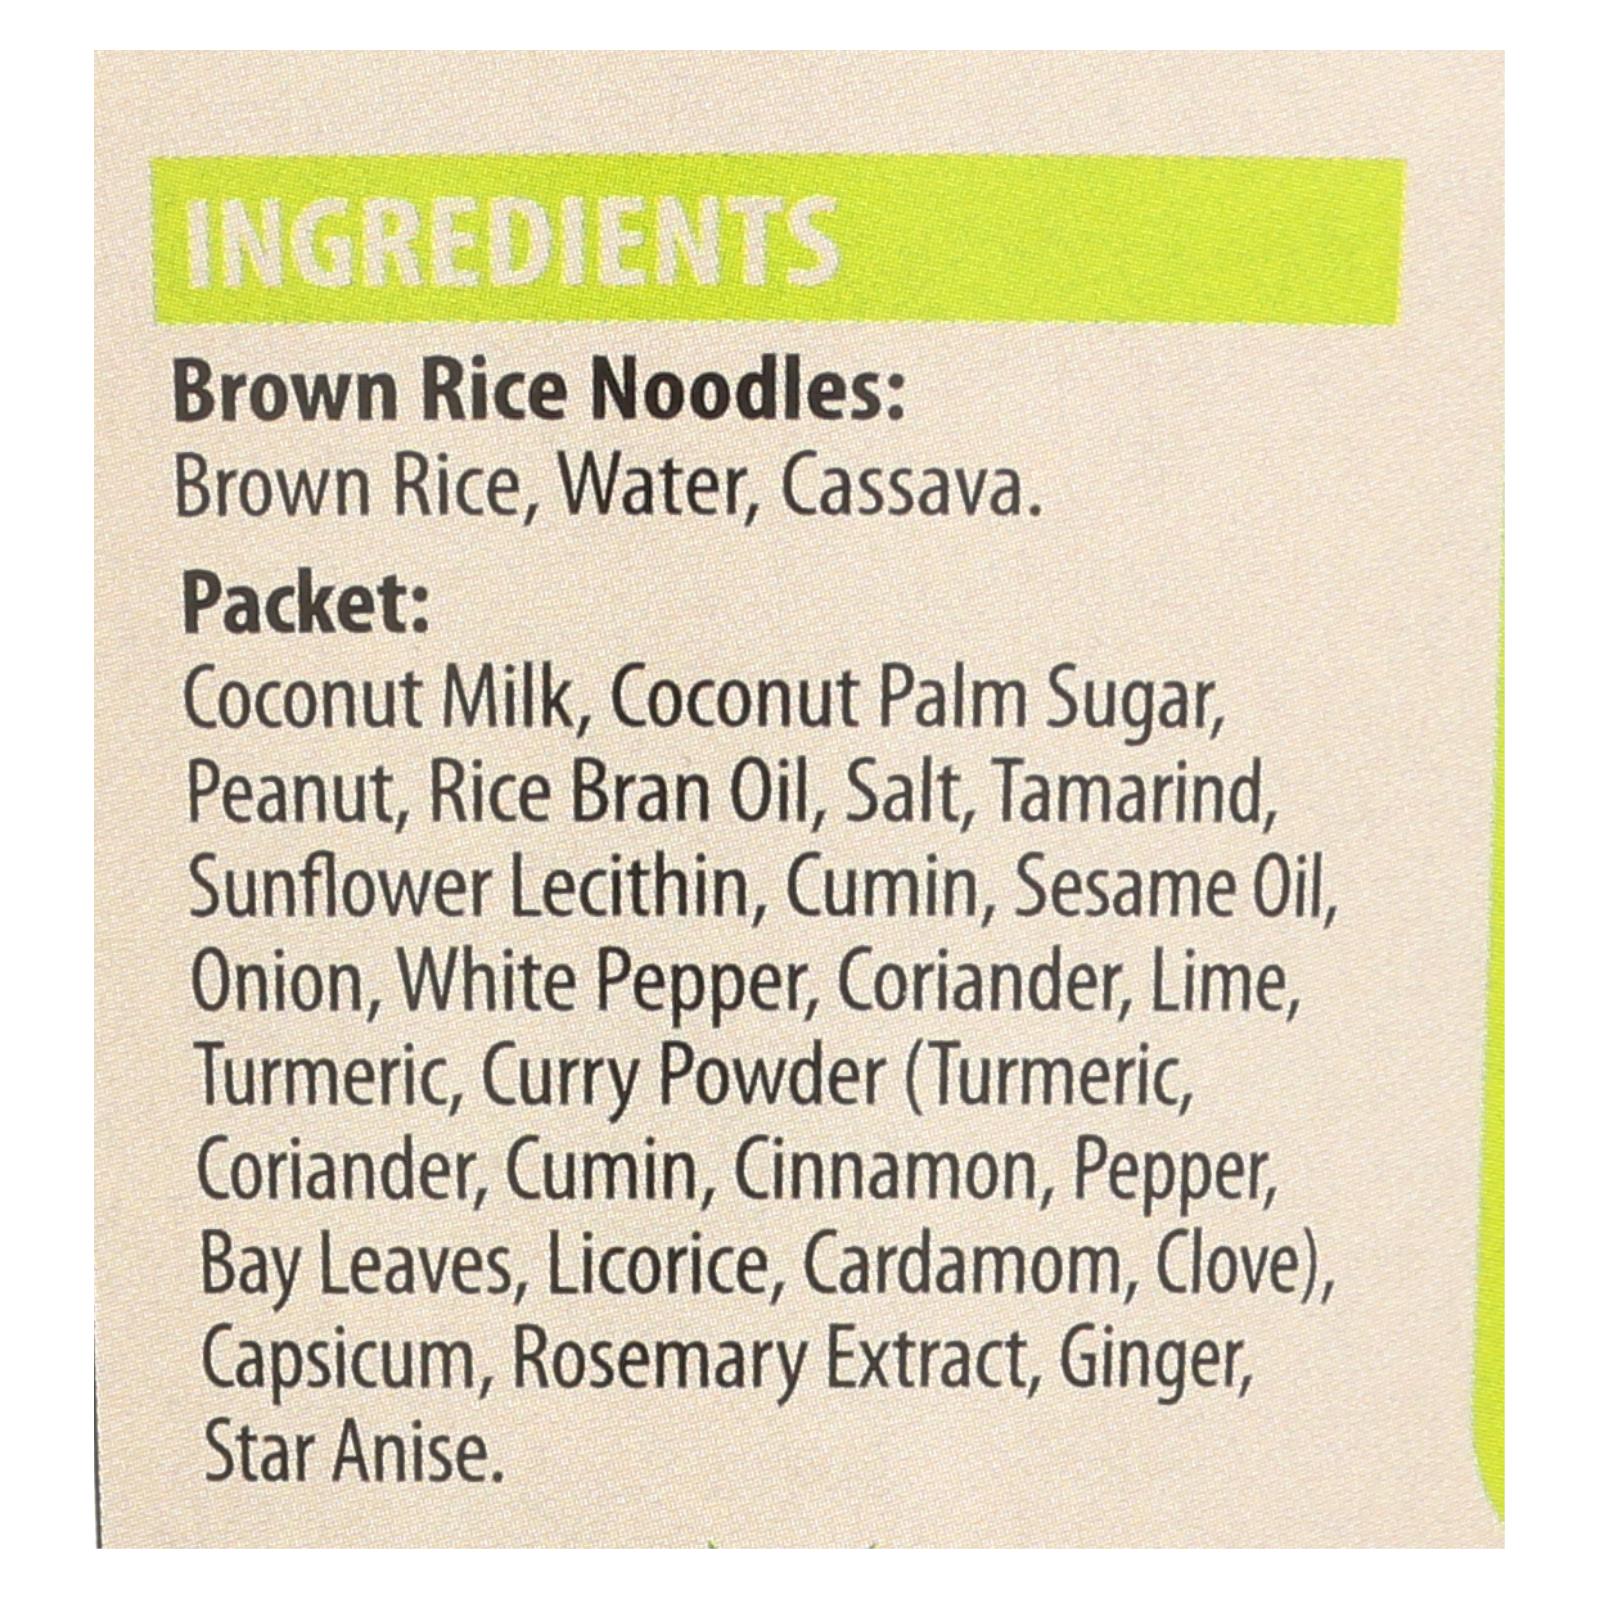 INGREDIENTS
Brown Rice Noodles:
Brown Rice, Water, Cassava.
Packet:
Coconut Milk, Coconut Palm Sugar,
Peanut, Rice Bran Oil, Salt, Tamarind,
Sunflower Lecithin, Cumin, Sesame Oil,
Onion, White Pepper, Coriander, Lime,
Turmeric, Curry Powder (Turmeric,
Coriander, Cumin, Cinnamon, Pepper,
Bay Leaves, Licorice, Cardamom, Clove),
Capsicum, Rosemary Extract, Ginger,
Star Anise.